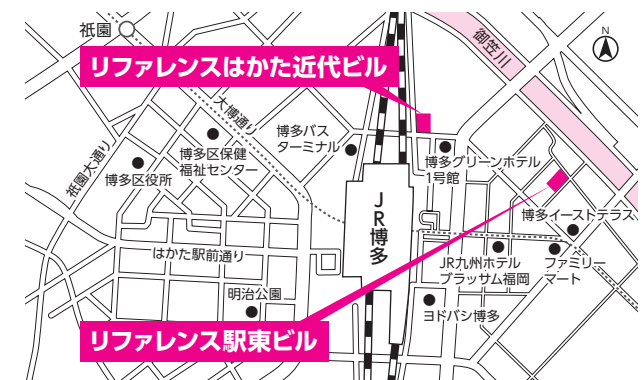 祇園
N
御笠川
リファレンスはかた近代ビル
大博通り
博多バス
ターミナル
博多区保健
福祉センター
博多区役所
祇園大通り
博多グリーンホテル
1号館
JR博多
博多イーストテラス
はかた駅前通り
JR九州ホテル
ブラッサム福岡
ファミリー
マート
明治公園
ヨドバシ博多
リファレンス駅東ビル